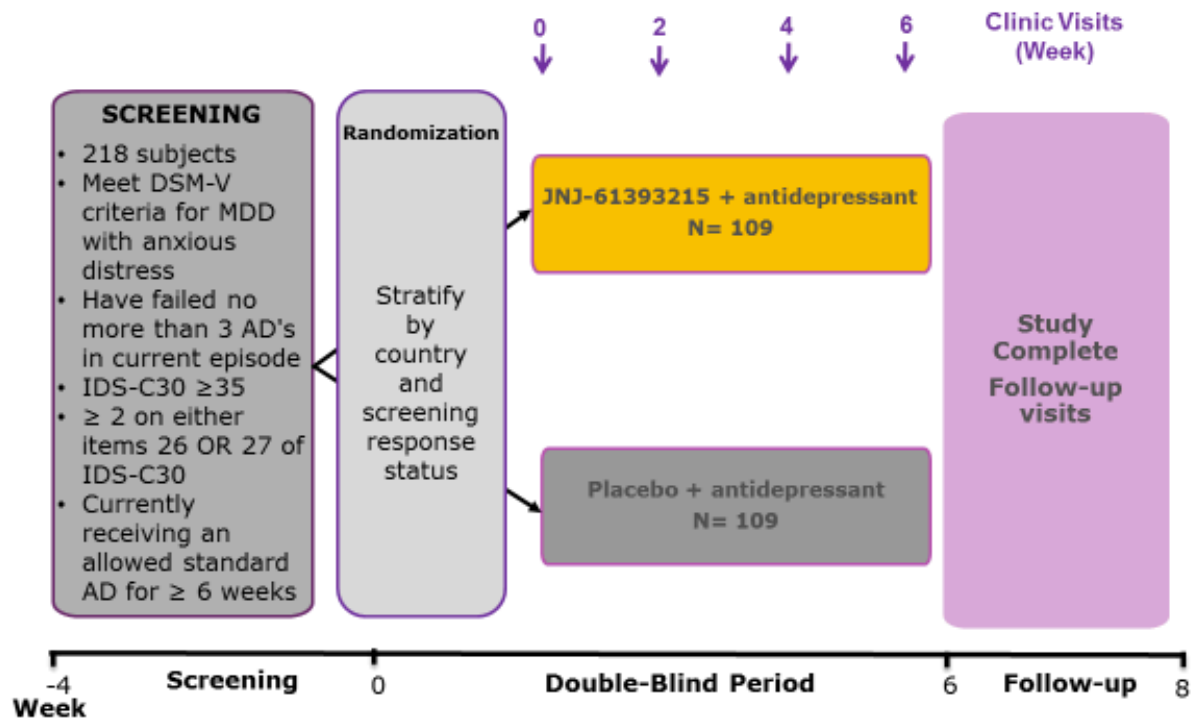 0 2 4 6 Clinic Visits
(Week)
SCREENING
• 218 subjects
• Meet DSM-V
criteria for MDD
with anxious
distress
• Have failed no
more than 3 AD's
in current episode
• IDS-C30 ≥35
• ≥ 2 on either
items 26 OR 27 of
IDS-C30
• Currently
receiving an
allowed standard
AD for ≥ 6 weeks
Randomization
Stratify
by
country
and
screening
response
status
JNJ-61393215 + antidepressant
N= 109
Placebo + antidepressant
N= 109
Study
Complete
Follow-up
visits
-4 Screening 0 Double-Blind Period 6 Follow-up 8
Week